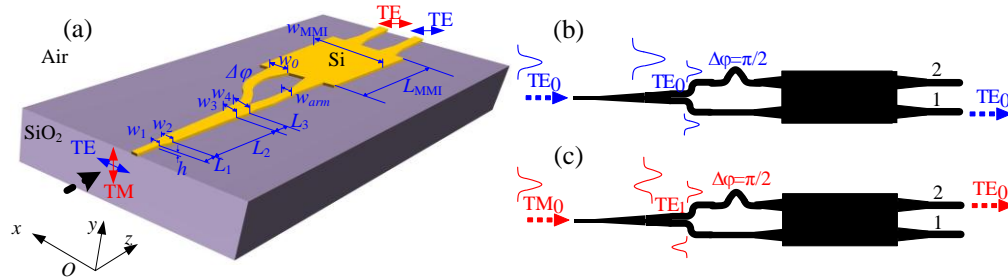 (a)
TE
TE
w_MMI
Air
Si
w_0
Δφ
L_MMI
w_4
w_3
w_arm
SiO_2
w_1
w_2
L_3
TE
L_2
L_1
h
TM
x
y
z
O
(b)
Δφ=π/2
TE_0
TE_0
2
1
TE_0
(c)
Δφ=π/2
TM_0
TE_1
2
TE_0
1